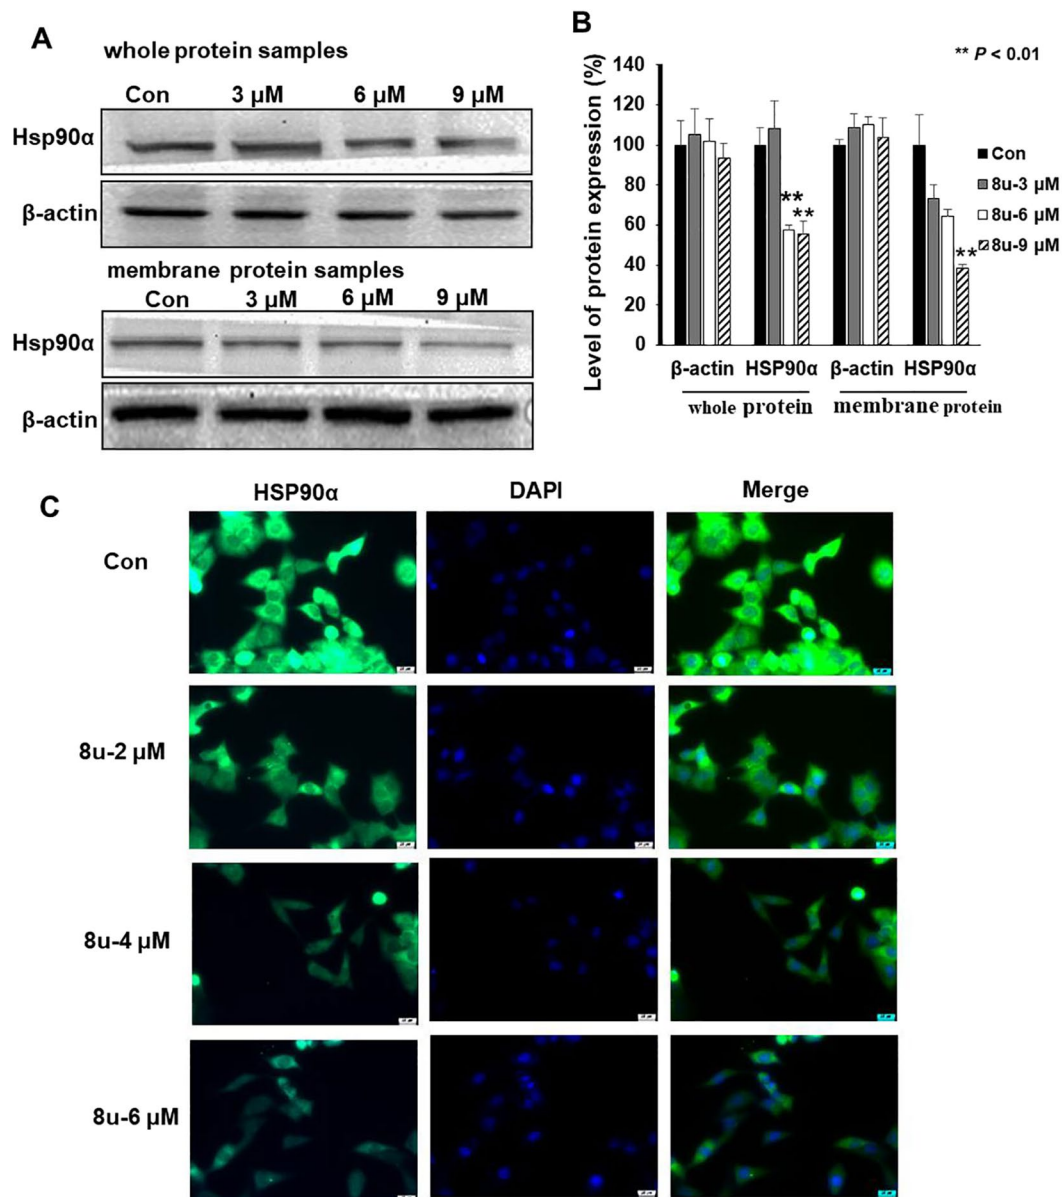 A
whole protein samples
Con 3 μM 6 μM 9 μM
Hsp90α
β-actin
membrane protein samples
Con 3 μM 6 μM 9 μM
Hsp90α
β-actin
B
** P < 0.01
Level of protein expression (%)
140
120
100
80
60
40
20
0
**
**
**
Con
8u-3 μM
8u-6 μM
8u-9 μM
β-actin HSP90α β-actin HSP90α
whole protein membrane protein
C
HSP90α DAPI Merge
Con
8u-2 μM
8u-4 μM
8u-6 μM